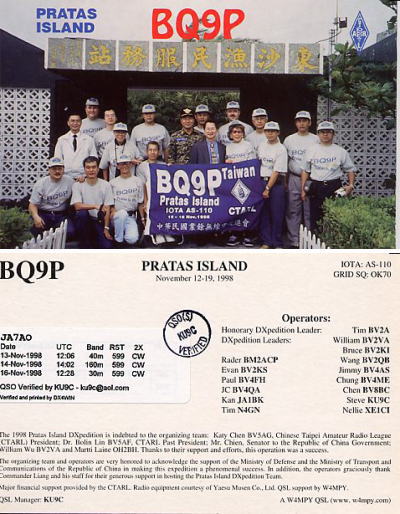 PRATAS
ISLAND
BQ9P
東沙漁民服務站
BQ9P Taiwan
Pratas Island
IOTA AS-110
CTARL
BQ9P
PRATAS ISLAND
November 12-19, 1998
IOTA: AS-110
GRID SQ: OK70
JA7AO
Date UTC Band RST 2X
13-Nov-1998 12:06 40m 599 CW
14-Nov-1998 14:02 160m 599 CW
16-Nov-1998 12:28 30m 599 CW
QSO Verified by KU9C - ku9c@aol.com
Verified and printed by DX4WIN
QSO(S)
KU9C
VERIFIED
Operators:
Honorary DXpedition Leader: Tim BV2A
DXpedition Leaders: William BV2VA
Bruce BV2KI
Rader BM2ACP Wang BV2QB
Evan BV2KS Jimmy BV4AS
Paul BV4FH Chung BV4ME
JC BV4QA Chen BV8BC
Kan JA1BK Steve KU9C
Tim N4GN Nellie XE1CI
The 1998 Pratas Island DXpedition is indebted to the organizing team: Katy Chen BV5AG, Chinese Taipei Amateur Radio League
(CTARL) President; Dr. Bolin Lin BV5AF, CTARL Past President; Mr. Chien, Senator to the Republic of China Government;
William Wu BV2VA and Martti Laine OH2BH. Thanks to their support and efforts, this operation was a success.
The organizing team and operators are very honored to acknowledge the support of the Ministry of Defense and the Ministry of Transport and
Communications of the Republic of China in making this expedition a phenomenal success. In addition, the operators graciously thank
Commander Liang and his staff for their generous support in hosting the Pratas Island DXpedition Team.
Major financial support provided by the CTARL. Radio equipment courtesy of Yaesu Musen Co., Ltd. QSL support by W4MPY.
QSL Manager: KU9C
A W4MPY QSL (www.w4mpy.com)